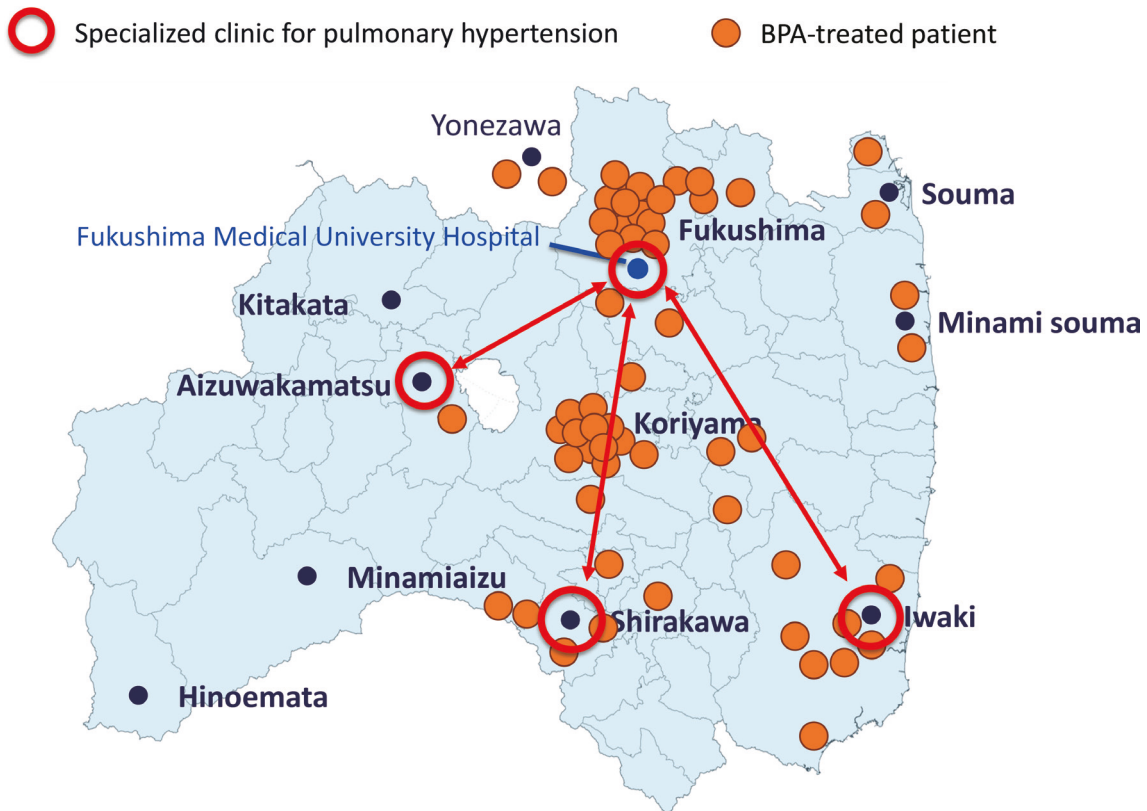 Specialized clinic for pulmonary hypertension
BPA-treated patient
Yonezawa
Souma
Fukushima
Fukushima Medical University Hospital
Kitakata
Minami souma
Aizuwakamatsu
Koriyama
Minamiaizu
Shirakawa
Iwaki
Hinoemata